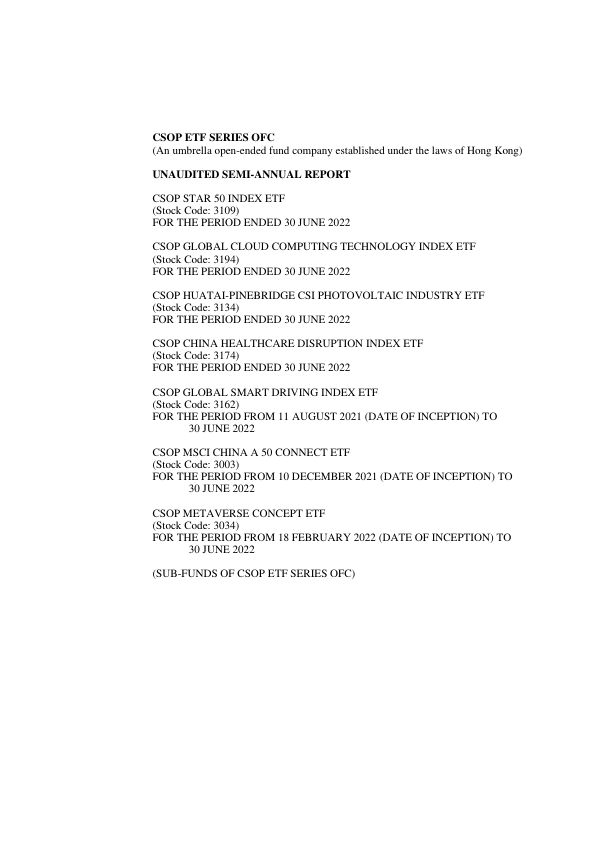 CSOP ETF SERIES OFC
(An umbrella open-ended fund company established under the laws of Hong Kong)
UNAUDITED SEMI-ANNUAL REPORT
CSOP STAR 50 INDEX ETF
(Stock Code: 3109)
FOR THE PERIOD ENDED 30 JUNE 2022
CSOP GLOBAL CLOUD COMPUTING TECHNOLOGY INDEX ETF
(Stock Code: 3194)
FOR THE PERIOD ENDED 30 JUNE 2022
CSOP HUATAI-PINEBRIDGE CSI PHOTOVOLTAIC INDUSTRY ETF
(Stock Code: 3134)
FOR THE PERIOD ENDED 30 JUNE 2022
CSOP CHINA HEALTHCARE DISRUPTION INDEX ETF
(Stock Code: 3174)
FOR THE PERIOD ENDED 30 JUNE 2022
CSOP GLOBAL SMART DRIVING INDEX ETF
(Stock Code: 3162)
FOR THE PERIOD FROM 11 AUGUST 2021 (DATE OF INCEPTION) TO
30 JUNE 2022
CSOP MSCI CHINA A 50 CONNECT ETF
(Stock Code: 3003)
FOR THE PERIOD FROM 10 DECEMBER 2021 (DATE OF INCEPTION) TO
30 JUNE 2022
CSOP METAVERSE CONCEPT ETF
(Stock Code: 3034)
FOR THE PERIOD FROM 18 FEBRUARY 2022 (DATE OF INCEPTION) TO
30 JUNE 2022
(SUB-FUNDS OF CSOP ETF SERIES OFC)